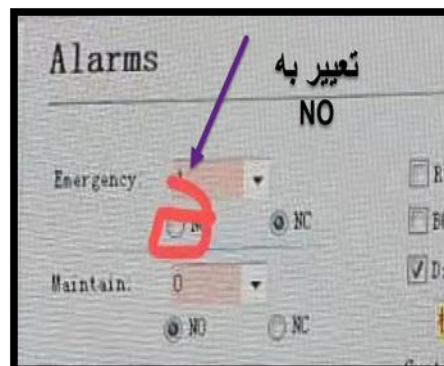 Alarms
تعییر به
NO
Emergency:
NC
Maintain: 0
NO NC